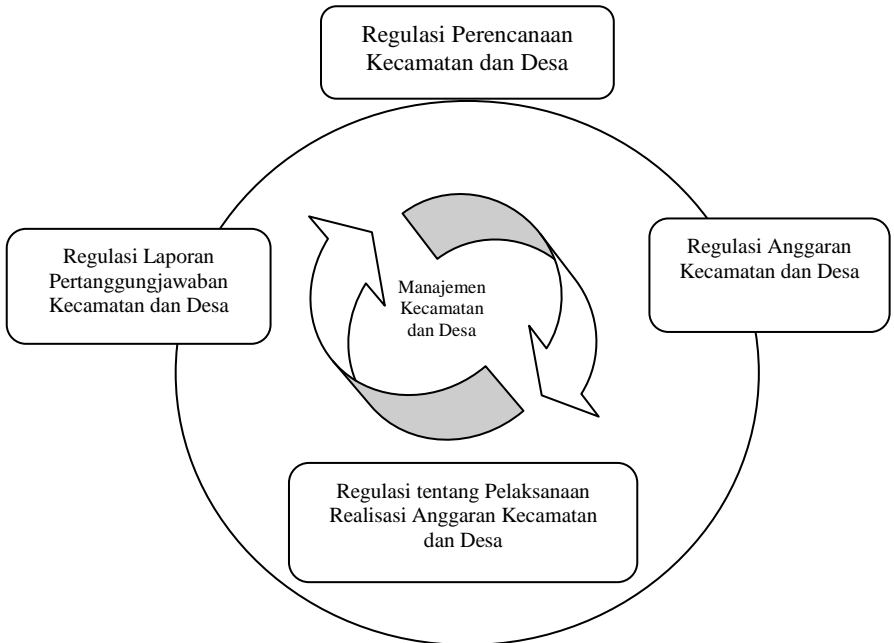 Regulasi Perencanaan
Kecamatan dan Desa
Regulasi Laporan
Pertanggungjawaban
Kecamatan dan Desa
Manajemen
Kecamatan
dan Desa
Regulasi Anggaran
Kecamatan dan Desa
Regulasi tentang Pelaksanaan
Realisasi Anggaran Kecamatan
dan Desa